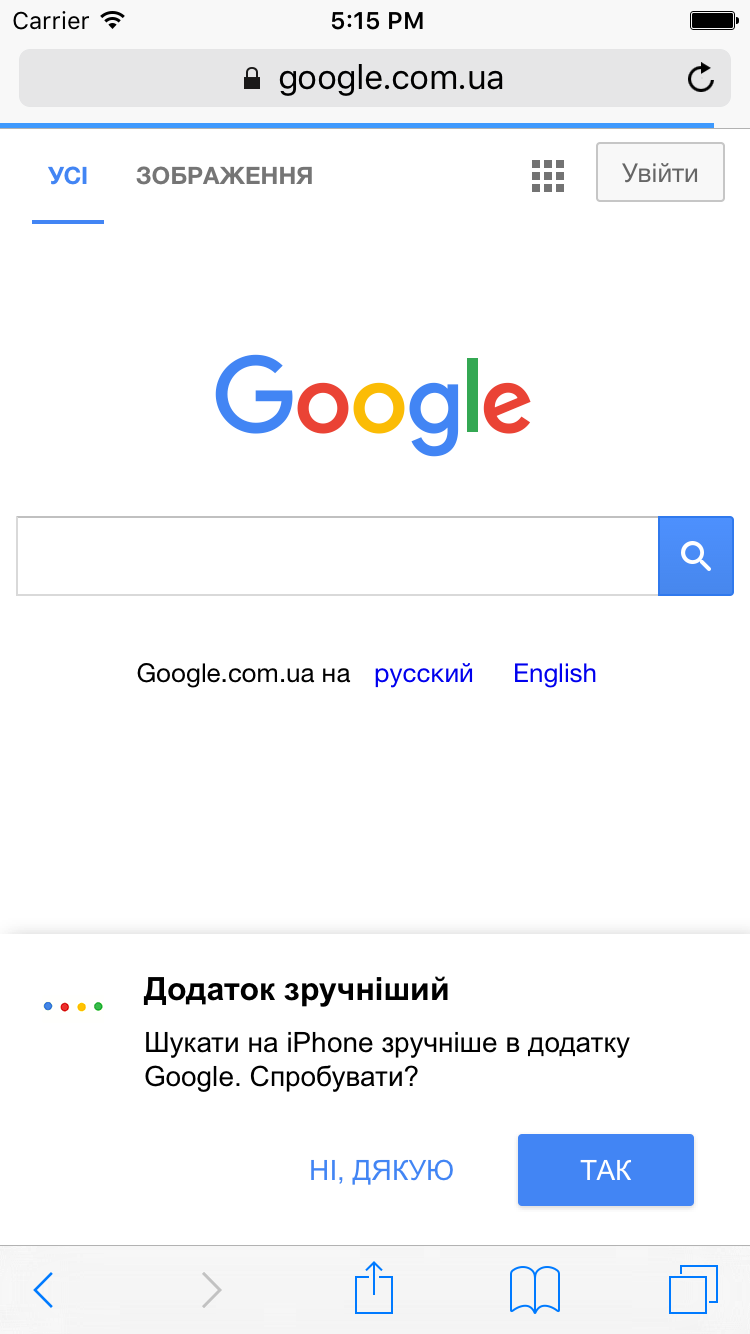 Carrier 5:15 PM
google.com.ua
УСІ ЗОБРАЖЕННЯ Увійти
Google
Google.com.ua на русский English
Додаток зручніший
Шукати на iPhone зручніше в додатку
Google. Спробувати?
НІ, ДЯКУЮ ТАК